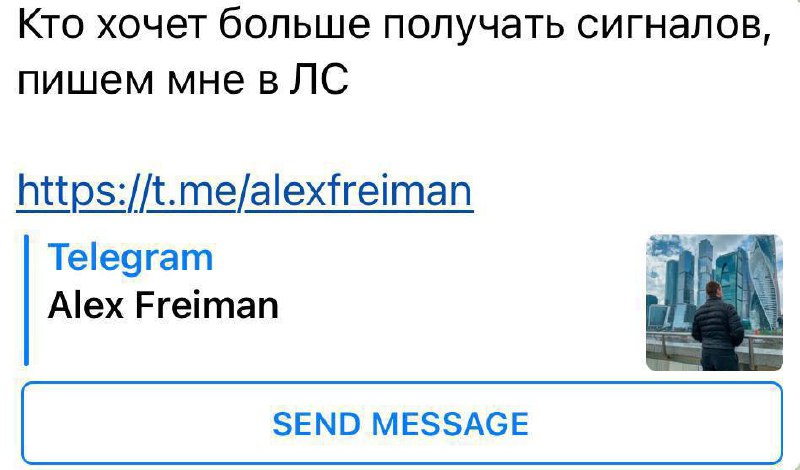 Кто хочет больше получать сигналов,
пишем мне в ЛС
https://t.me/alexfreiman
Telegram
Alex Freiman
SEND MESSAGE